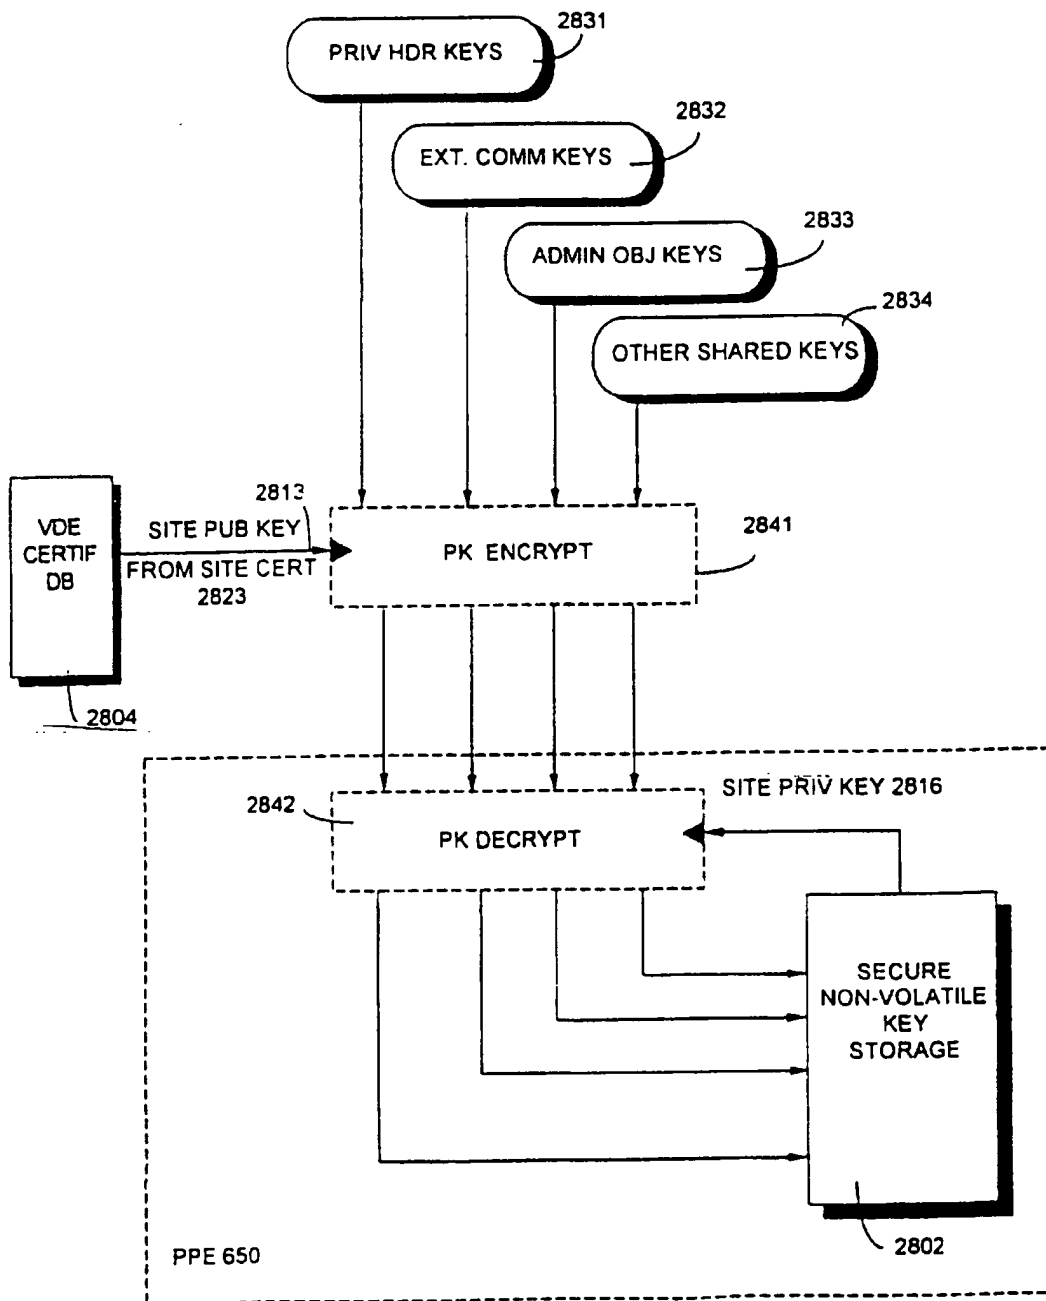 2831
PRIV HDR KEYS
2832
EXT. COMM KEYS
2833
ADMIN OBJ KEYS
2834
OTHER SHARED KEYS
2813
VDE
CERTIF
DB
SITE PUB KEY
FROM SITE CERT
2823
PK ENCRYPT
2841
2804
SITE PRIV KEY 2816
2842
PK DECRYPT
SECURE
NON-VOLATILE
KEY
STORAGE
2802
PPE 650